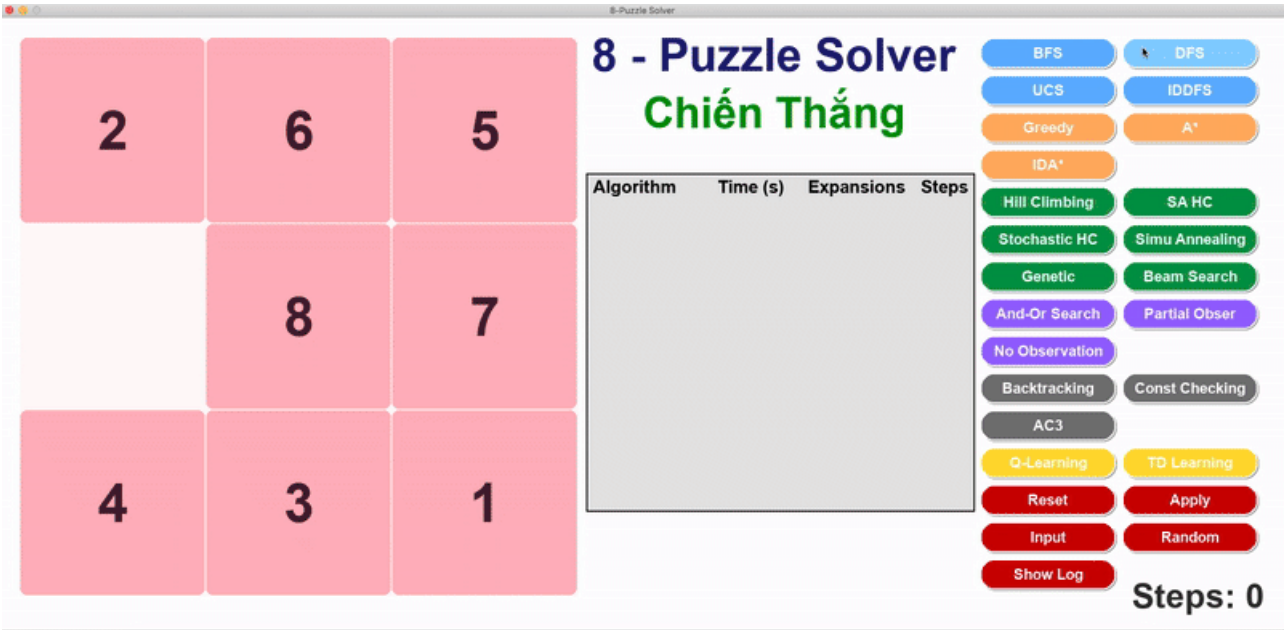 8-Puzzle Solver
2 6 5
8 7
4 3 1
8 - Puzzle Solver
Chiến Thắng
Algorithm Time (s) Expansions Steps
BFS DFS
UCS IDDFS
Greedy A*
IDA*
Hill Climbing SA HC
Stochastic HC Simu Annealing
Genetic Beam Search
And-Or Search Partial Obser
No Observation
Backtracking Const Checking
AC3
Q-Learning TD Learning
Reset Apply
Input Random
Show Log
Steps: 0